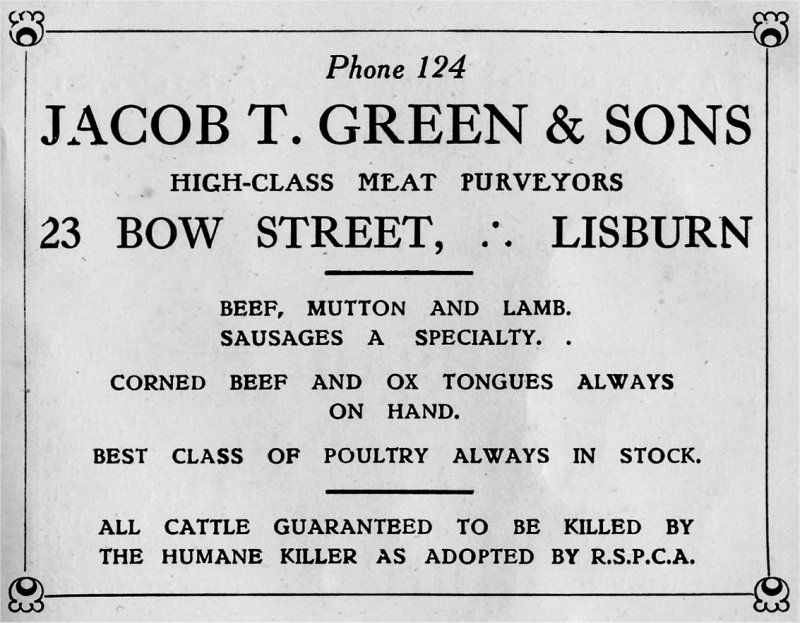 Phone 124
JACOB T. GREEN & SONS
HIGH-CLASS MEAT PURVEYORS
23 BOW STREET, ∴ LISBURN
BEEF, MUTTON AND LAMB.
SAUSAGES A SPECIALTY. .
CORNED BEEF AND OX TONGUES ALWAYS
ON HAND.
BEST CLASS OF POULTRY ALWAYS IN STOCK.
ALL CATTLE GUARANTEED TO BE KILLED BY
THE HUMANE KILLER AS ADOPTED BY R.S.P.C.A.